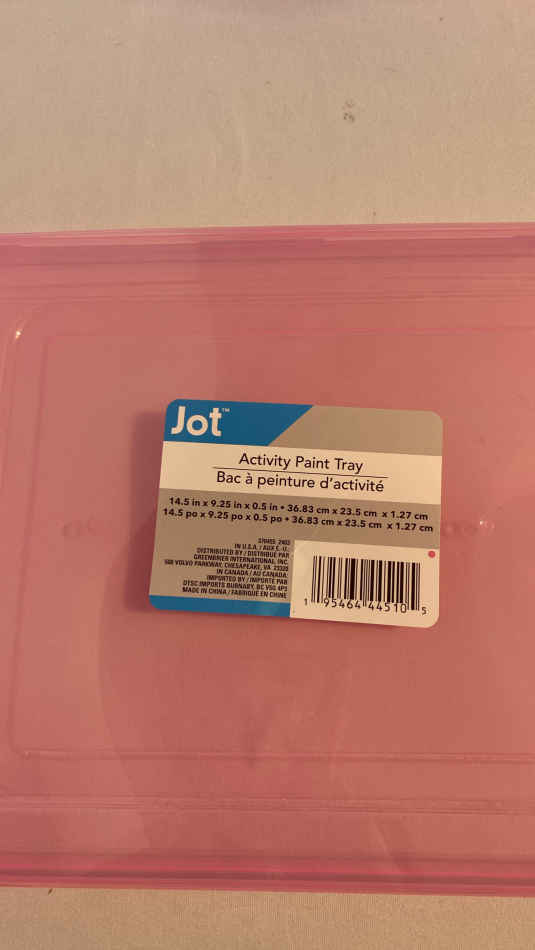 Jot™
Activity Paint Tray
Bac à peinture d'activité
14.5 in x 9.25 in x 0.5 in • 36.83 cm x 23.5 cm x 1.27 cm
14.5 po x 9.25 po x 0.5 po • 36.83 cm x 23.5 cm x 1.27 cm
2403
IN U.S.A. / AUX É.-U.:
DISTRIBUTED BY / DISTRIBUÉ PAR
GREENBRIER INTERNATIONAL, INC.
500 VOLVO PARKWAY, CHESAPEAKE, VA 23320
IN CANADA / AU CANADA:
IMPORTED BY / IMPORTÉ PAR
DTSC IMPORTS BURNABY, BC V5G 4P3
MADE IN CHINA / FABRIQUÉ EN CHINE
1 95464 44510 5